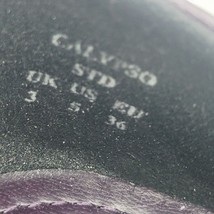 CALYPSO
STD
UK US EU
3 5 36